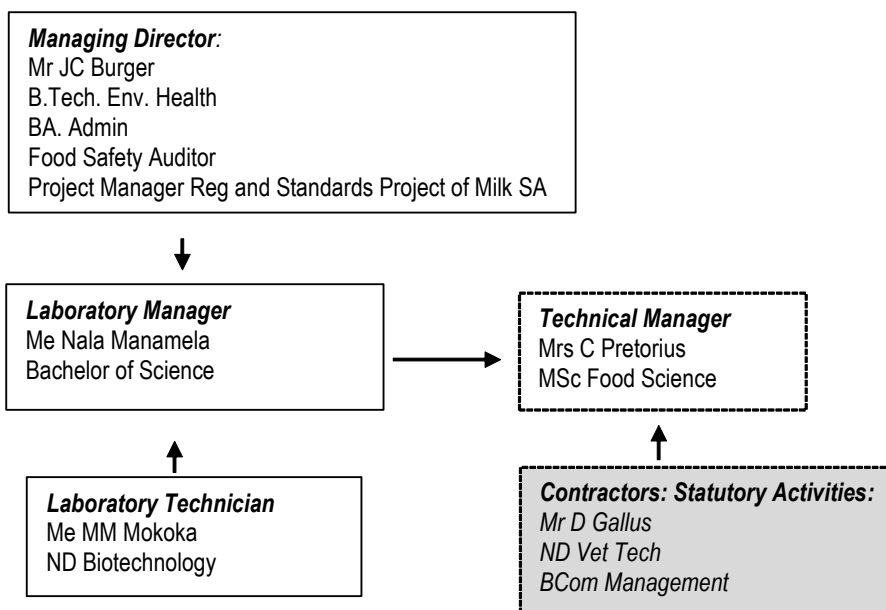 Managing Director:
Mr JC Burger
B.Tech. Env. Health
BA. Admin
Food Safety Auditor
Project Manager Reg and Standards Project of Milk SA
Laboratory Manager
Me Nala Manamela
Bachelor of Science
Technical Manager
Mrs C Pretorius
MSc Food Science
Laboratory Technician
Me MM Mokoka
ND Biotechnology
Contractors: Statutory Activities:
Mr D Gallus
ND Vet Tech
BCom Management